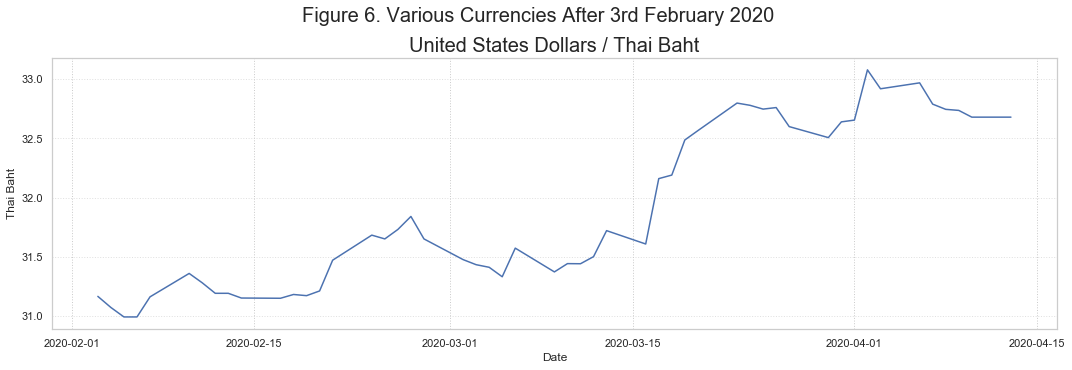 Figure 6. Various Currencies After 3rd February 2020
United States Dollars / Thai Baht
Thai Baht
33.0
32.5
32.0
31.5
31.0
2020-02-01 2020-02-15 2020-03-01 2020-03-15 2020-04-01 2020-04-15
Date